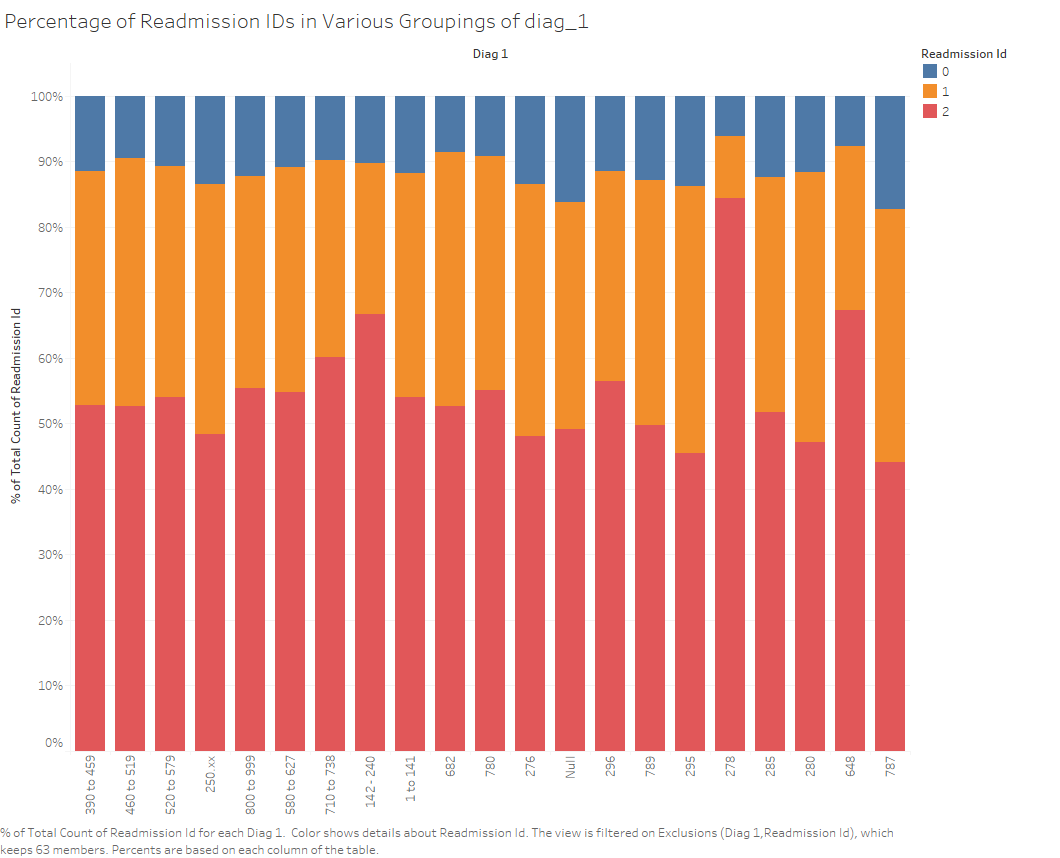 Percentage of Readmission IDs in Various Groupings of diag_1
Diag 1
Readmission Id
0
1
2
% of Total Count of Readmission Id
100%
90%
80%
70%
60%
50%
40%
30%
20%
10%
0%
390 to 459
460 to 519
520 to 579
250.xx
800 to 999
580 to 627
710 to 738
142 - 240
1 to 141
682
780
276
Null
296
789
295
278
285
280
648
787
% of Total Count of Readmission Id for each Diag 1.  Color shows details about Readmission Id. The view is filtered on Exclusions (Diag 1,Readmission Id), which
keeps 63 members. Percents are based on each column of the table.